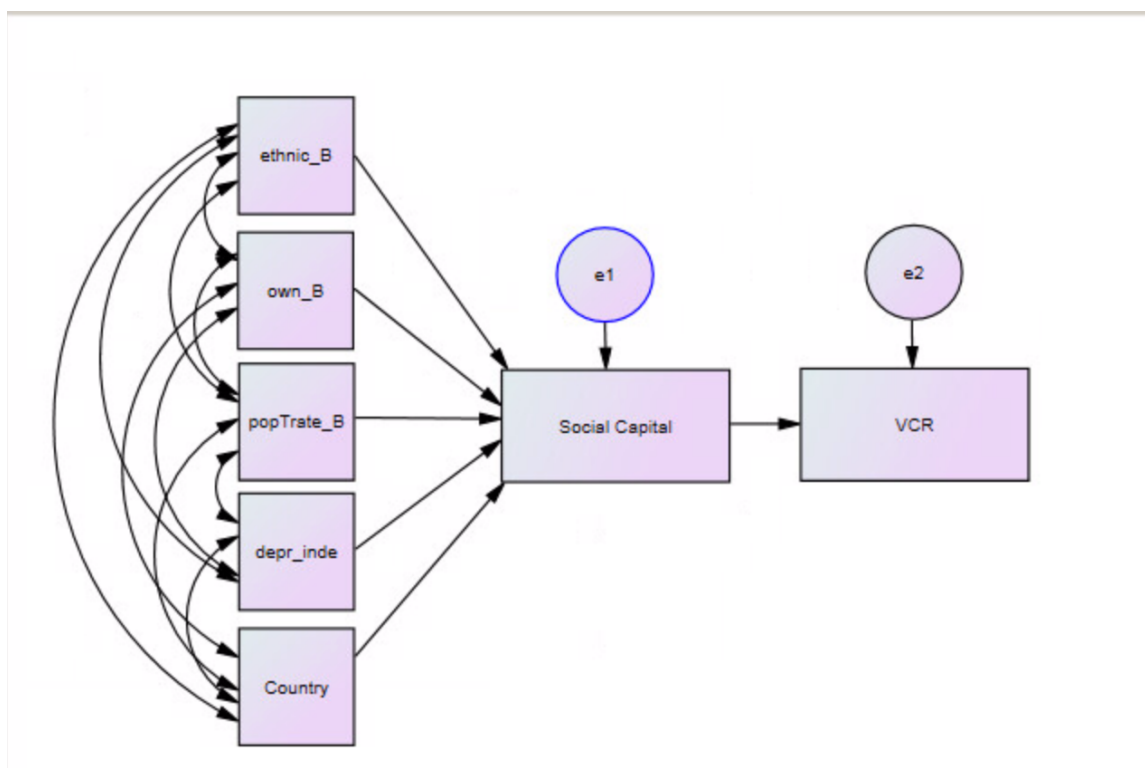 ethnic_B
own_B
popTrate_B
depr_inde
Country
e1
Social Capital
e2
VCR